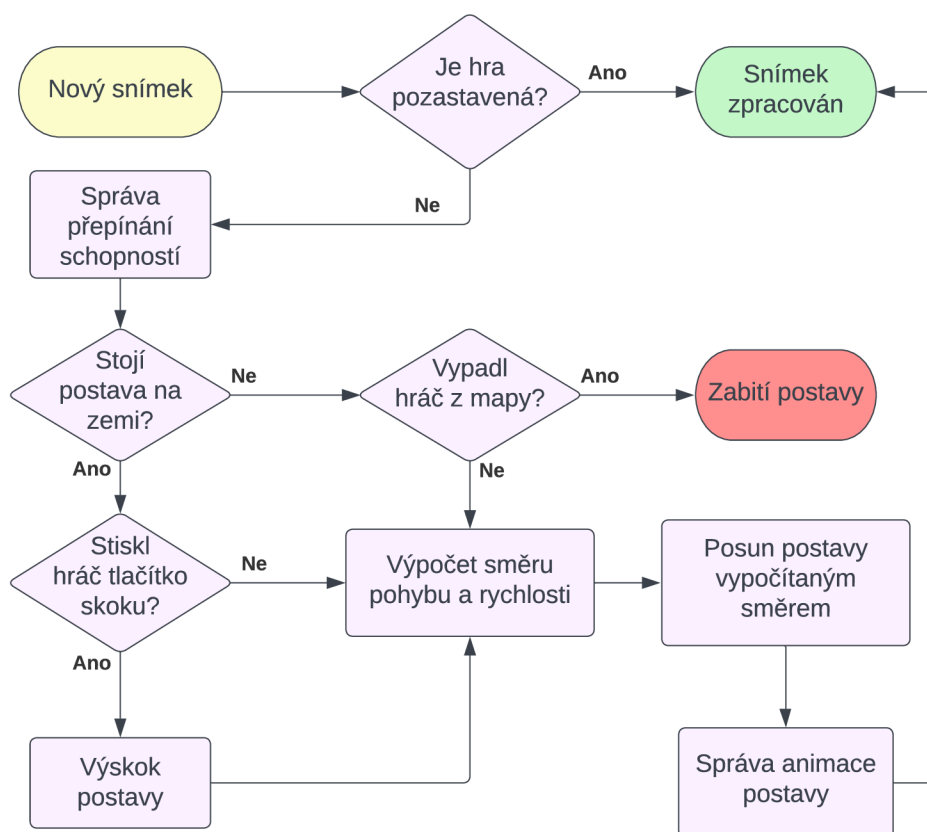 Nový snímek
Je hra
pozastavená?
Ano
Snímek
zpracován
Ne
Správa
přepínání
schopností
Stojí
postava na
zemi?
Ne
Vypadl
hráč z mapy?
Ano
Zabití postavy
Ano
Ne
Stiskl
hráč tlačítko
skoku?
Ne
Výpočet směru
pohybu a rychlosti
Posun postavy
vypočítaným
směrem
Ano
Výskok
postavy
Správa animace
postavy